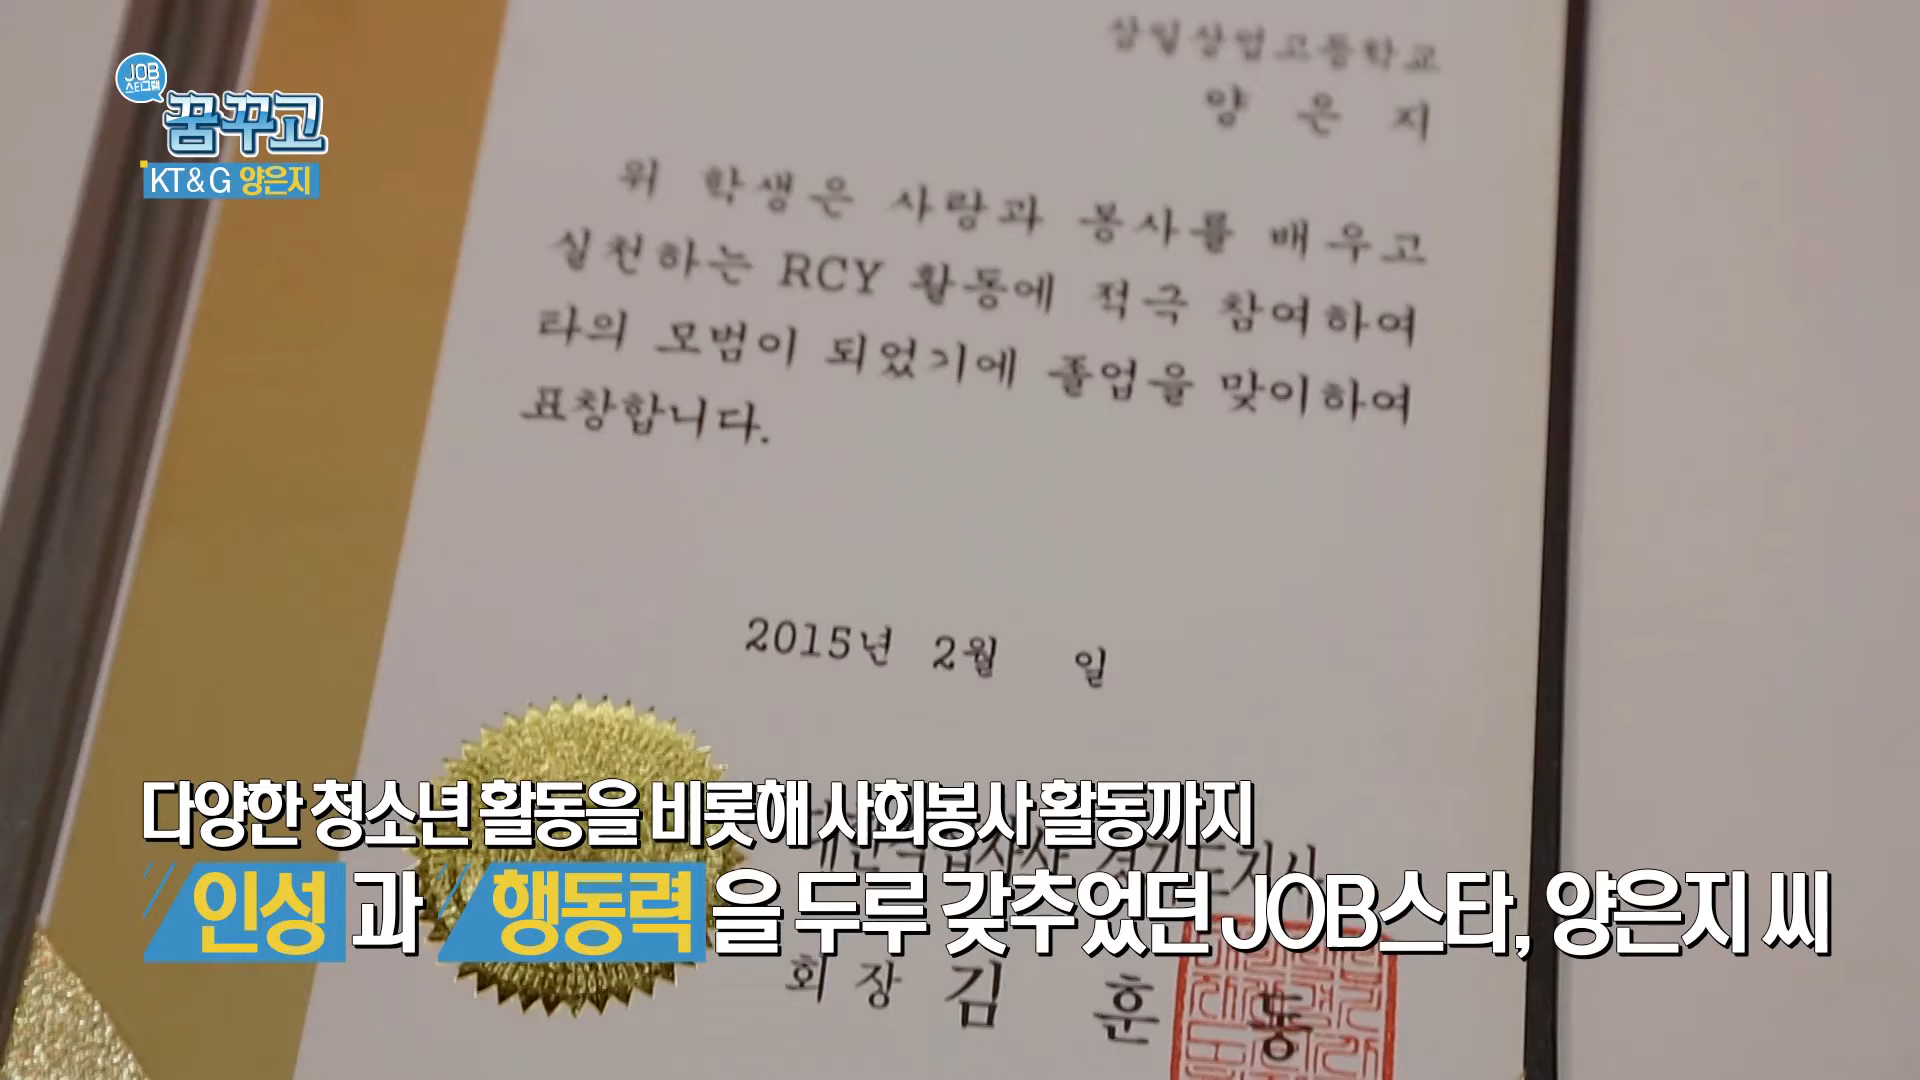 JOB
스타그램
꿈꾸고
KT&G 양은지
삼일상업고등학교
양 은 지
위 학생은 사랑과 봉사를 배우고
실천하는 RCY 활동에 적극 참여하여
타의 모범이 되었기에 졸업을 맞이하여
표창합니다.
2015년 2월 일
다양한 청소년 활동을 비롯해 사회봉사 활동까지
인성과 행동력을 두루 갖추었던 JOB스타, 양은지 씨
회 장 김 훈 동